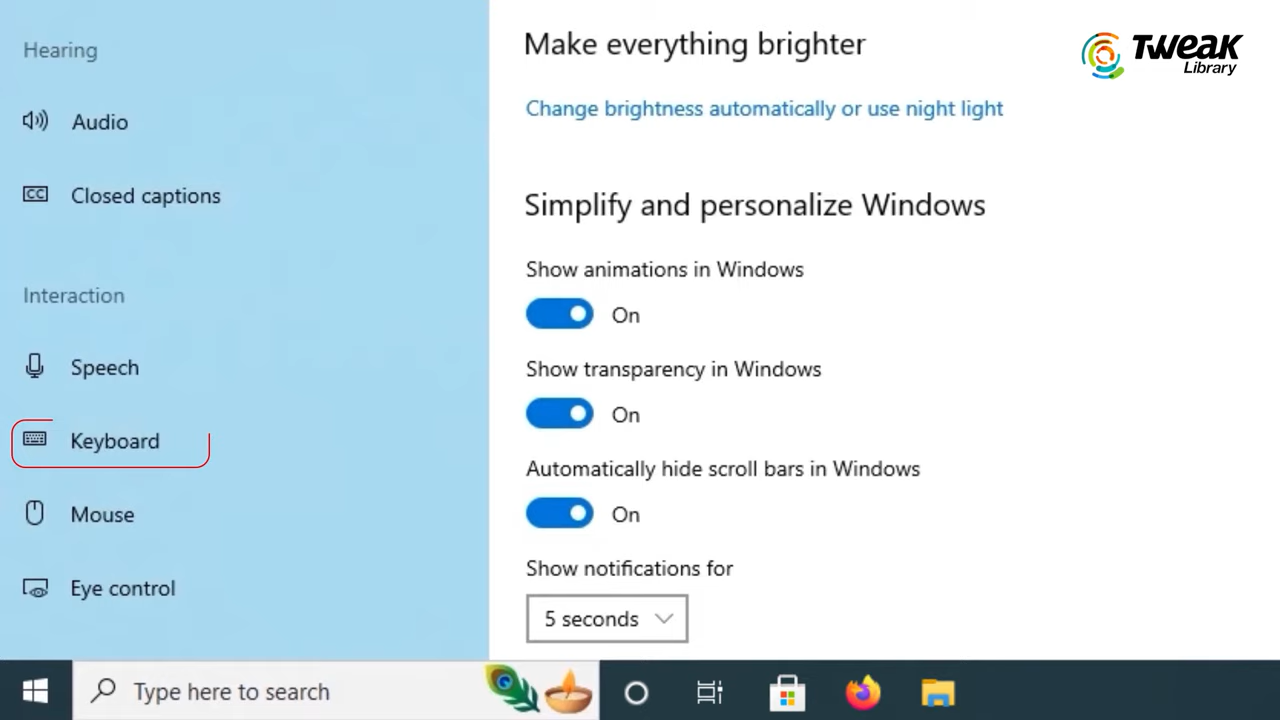 Hearing
Audio
CC Closed captions
Interaction
Speech
Keyboard
Mouse
Eye control
Make everything brighter
Change brightness automatically or use night light
Simplify and personalize Windows
Show animations in Windows
On
Show transparency in Windows
On
Automatically hide scroll bars in Windows
On
Show notifications for
5 seconds
TWEAK
Library
Type here to search